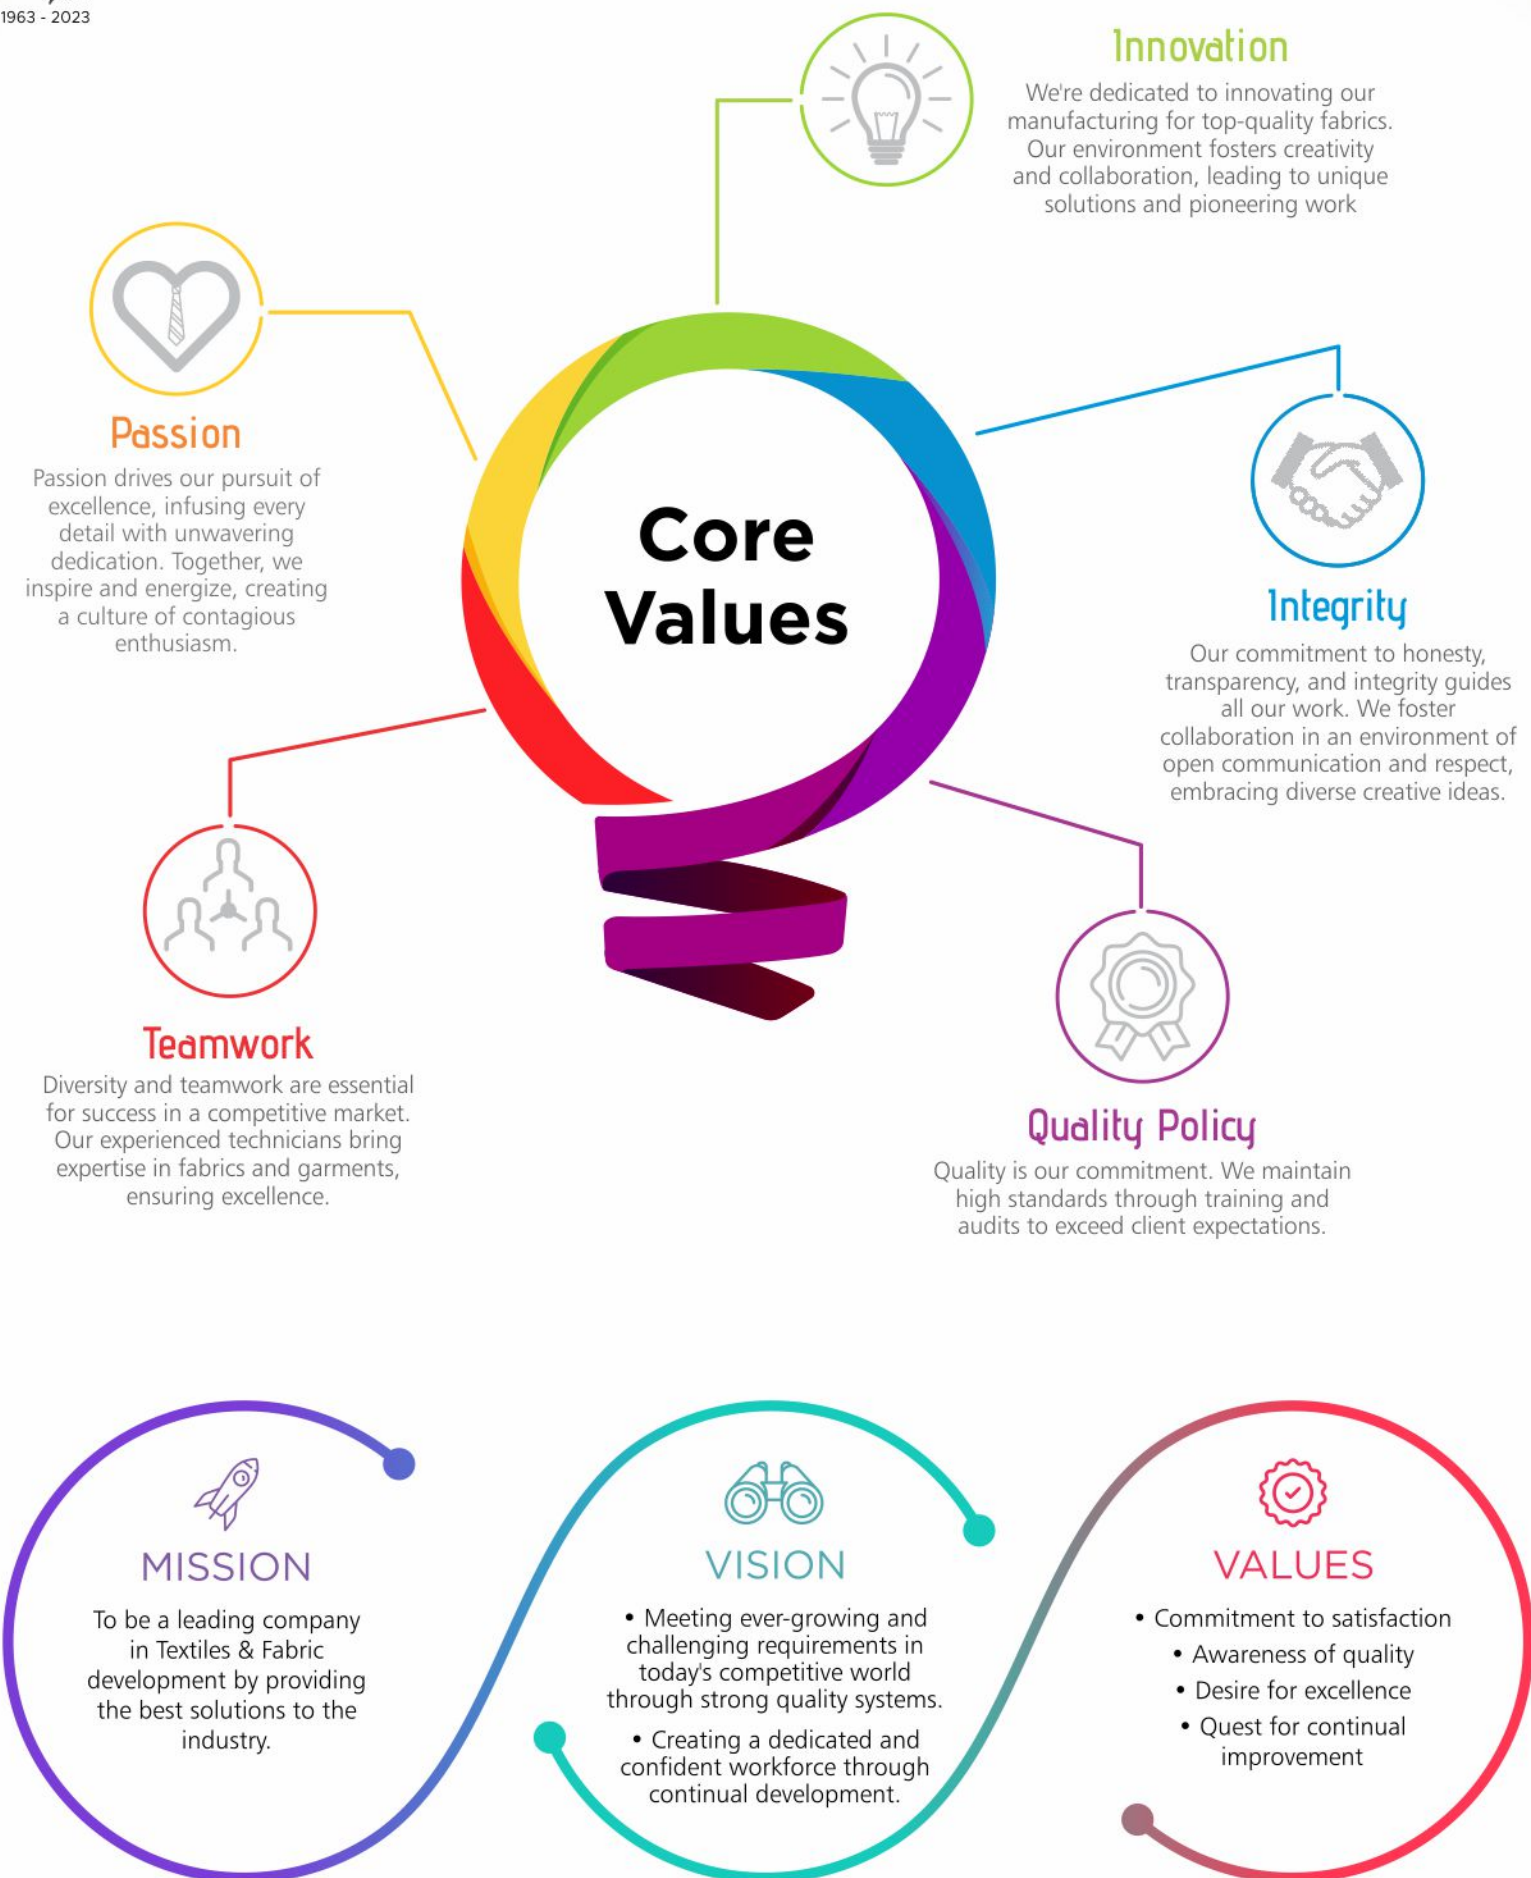 1963 - 2023
Innovation
We're dedicated to innovating our
manufacturing for top-quality fabrics.
Our environment fosters creativity
and collaboration, leading to unique
solutions and pioneering work
Passion
Passion drives our pursuit of
excellence, infusing every
detail with unwavering
dedication. Together, we
inspire and energize, creating
a culture of contagious
enthusiasm.
Core
Values
Integrity
Our commitment to honesty,
transparency, and integrity guides
all our work. We foster
collaboration in an environment of
open communication and respect,
embracing diverse creative ideas.
Teamwork
Diversity and teamwork are essential
for success in a competitive market.
Our experienced technicians bring
expertise in fabrics and garments,
ensuring excellence.
Quality Policy
Quality is our commitment. We maintain
high standards through training and
audits to exceed client expectations.
MISSION
To be a leading company
in Textiles & Fabric
development by providing
the best solutions to the
industry.
VISION
• Meeting ever-growing and
challenging requirements in
today's competitive world
through strong quality systems.
• Creating a dedicated and
confident workforce through
continual development.
VALUES
• Commitment to satisfaction
• Awareness of quality
• Desire for excellence
• Quest for continual
improvement